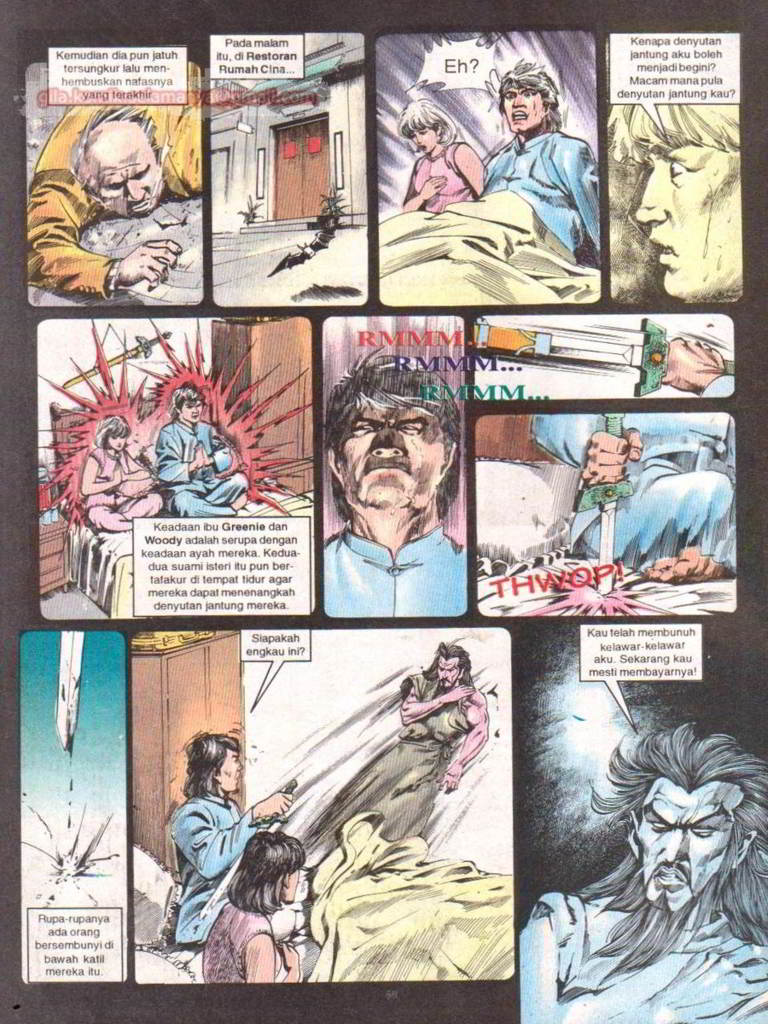 Kemudian dia pun jatuh
tersungkur lalu men-
hembuskan nafasnya
yang terakhir.
Pada malam
itu, di Restoran
Rumah Cina...
Eh?
Kenapa denyutan
jantung aku boleh
menjadi begini?
Macam mana pula
denyutan jantung kau?
Keadaan ibu Greenie dan
Woody adalah serupa dengan
keadaan ayah mereka. Kedua-
dua suami isteri itu pun ber-
tafakur di tempat tidur agar
mereka dapat menenangkah
denyutan jantung mereka.
RMMM...
RMMM...
RMMM...
THWOP!
Rupa-rupanya
ada orang
bersembunyi di
bawah katil
mereka itu.
Siapakah
engkau ini?
Kau telah membunuh
kelawar-kelawar
aku. Sekarang kau
mesti membayarnya!